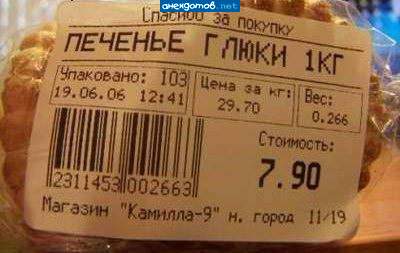 анекдотов.net
Спасибо за покупку
ПЕЧЕНЬЕ ГЛЮКИ 1КГ
Упаковано: 103
19.06.06 12:41
Цена за кг:
29.70
Вес:
0.266
Стоимость:
7.90
2311453 002663
Магазин "Камилла-9" н. город 11/19